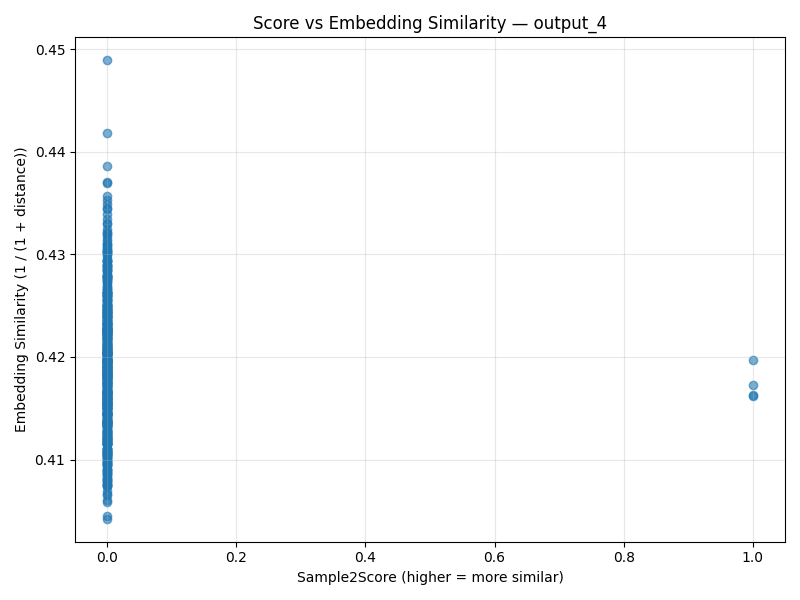 Score vs Embedding Similarity — output_4
Embedding Similarity (1 / (1 + distance))
0.45
0.44
0.43
0.42
0.41
0.0 0.2 0.4 0.6 0.8 1.0
Sample2Score (higher = more similar)